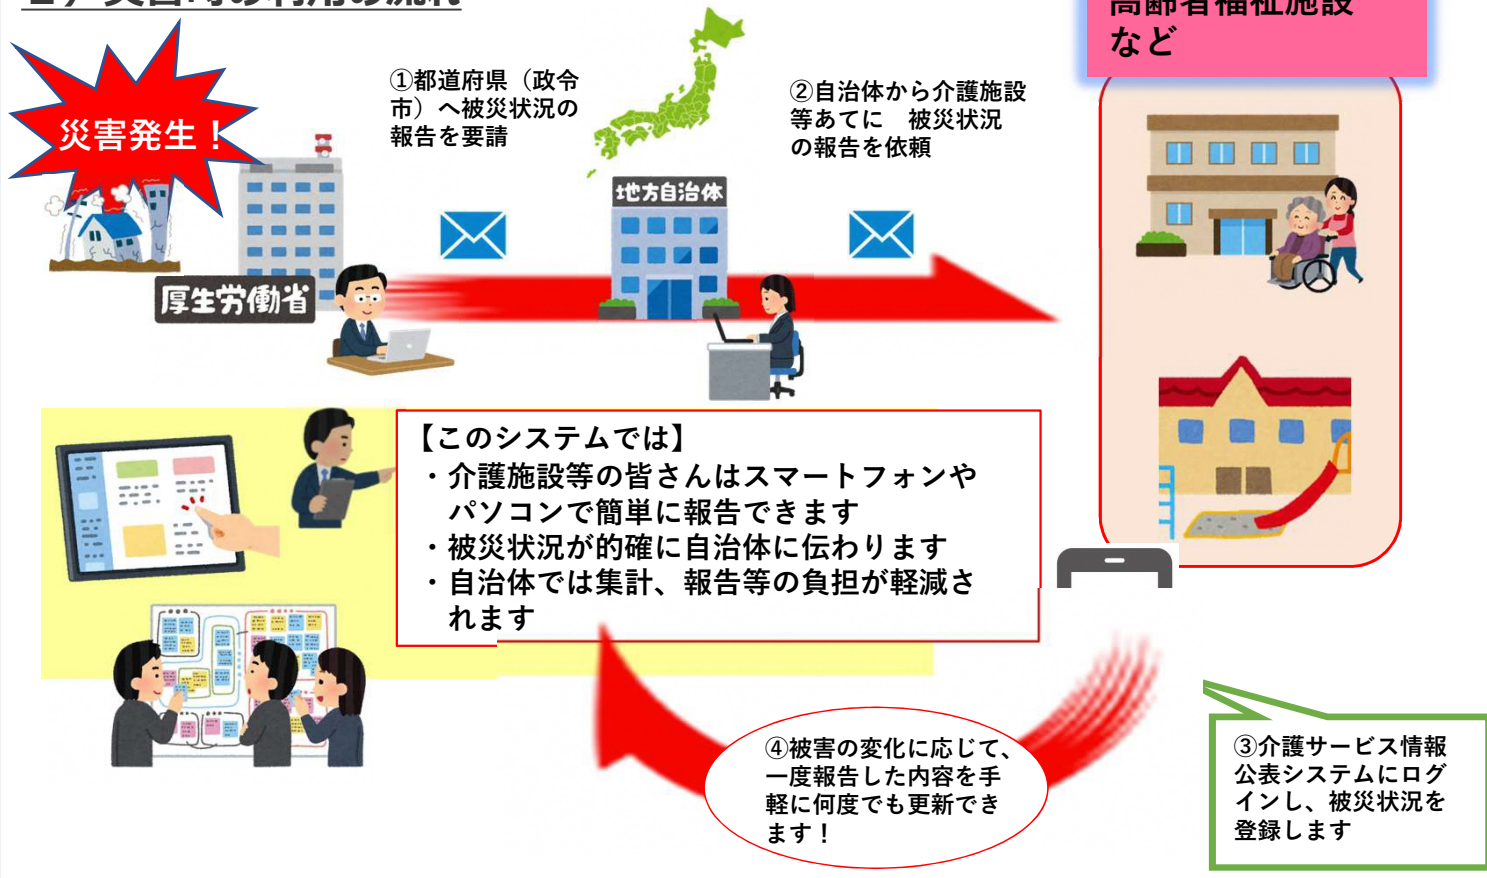 2）災害時の利用の流れ
高齢者福祉施設
など
災害発生！
①都道府県（政令
市）へ被災状況の
報告を要請
②自治体から介護施設
等あてに　被災状況
の報告を依頼
地方自治体
厚生労働省
【このシステムでは】
・介護施設等の皆さんはスマートフォンや
パソコンで簡単に報告できます
・被災状況が的確に自治体に伝わります
・自治体では集計、報告等の負担が軽減さ
れます
④被害の変化に応じて、
一度報告した内容を手
軽に何度でも更新でき
ます！
③介護サービス情報
公表システムにログ
インし、被災状況を
登録します